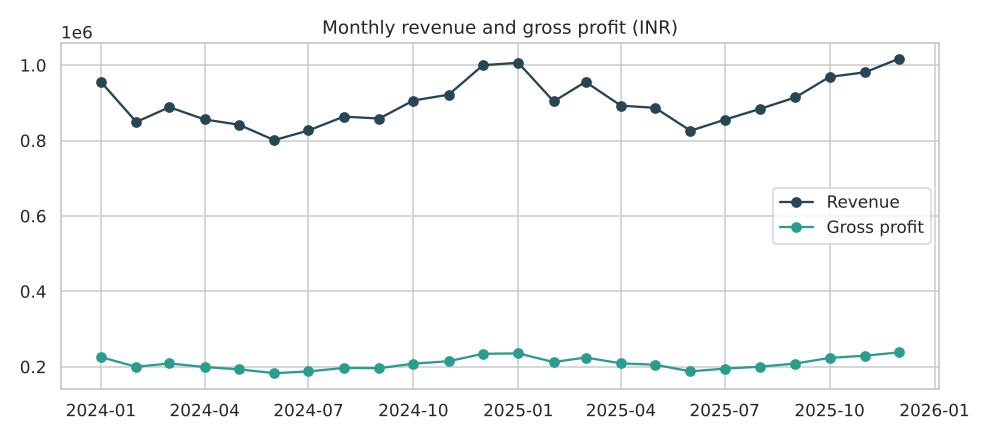 Monthly revenue and gross profit (INR)
1e6
1.0
0.8
0.6
0.4
0.2
Revenue
Gross profit
2024-01 2024-04 2024-07 2024-10 2025-01 2025-04 2025-07 2025-10 2026-01